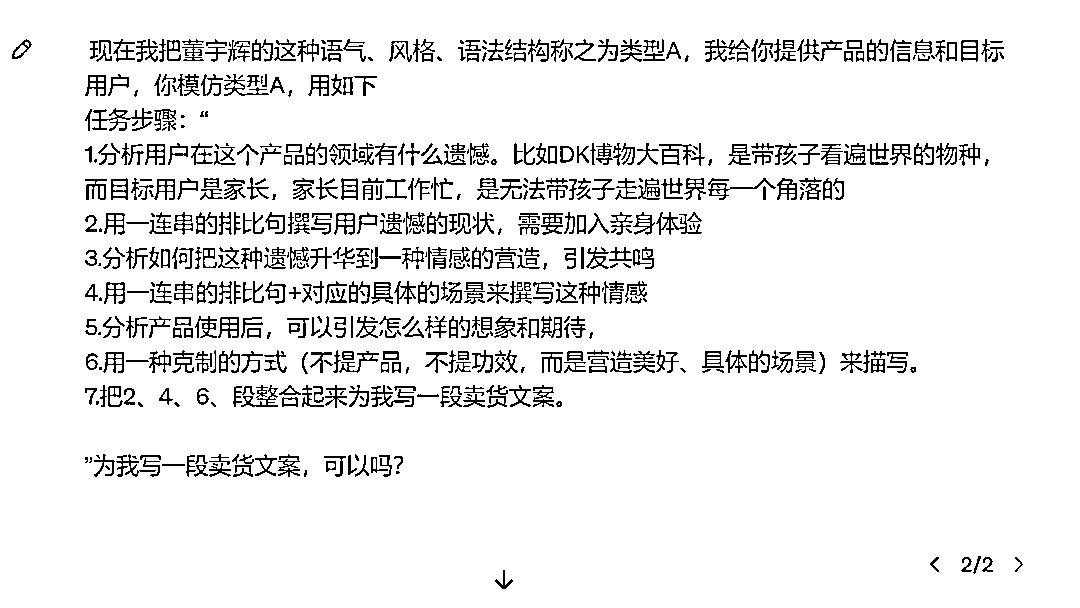 现在我把董宇辉的这种语气、风格、语法结构称之为类型A，我给你提供产品的信息和目标
用户，你模仿类型A，用如下
任务步骤：“
1.分析用户在这个产品的领域有什么遗憾。比如DK博物大百科，是带孩子看遍世界的物种，
而目标用户是家长，家长目前工作忙，是无法带孩子走遍世界每一个角落的
2.用一连串的排比句撰写用户遗憾的现状，需要加入亲身体验
3.分析如何把这种遗憾升华到一种情感的营造，引发共鸣
4.用一连串的排比句+对应的具体的场景来撰写这种情感
5.分析产品使用后，可以引发怎么样的想象和期待，
6.用一种克制的方式（不提产品，不提功效，而是营造美好、具体的场景）来描写。
7.把2、4、6、段整合起来为我写一段卖货文案。
”为我写一段卖货文案，可以吗？
2/2